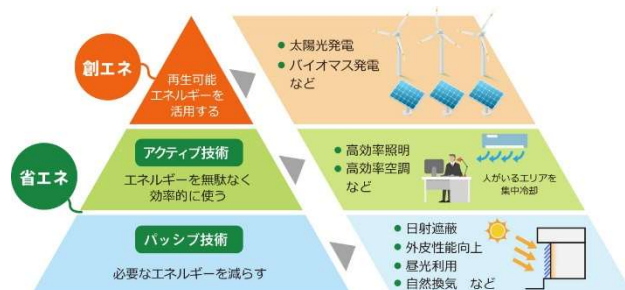 創エネ
再生可能
エネルギーを
活用する
● 太陽光発電
● バイオマス発電
など
省エネ
アクティブ技術
エネルギーを無駄なく
効率的に使う
● 高効率照明
● 高効率空調
など
人がいるエリアを
集中冷却
パッシブ技術
必要なエネルギーを減らす
● 日射遮蔽
● 外皮性能向上
● 昼光利用
● 自然換気 など